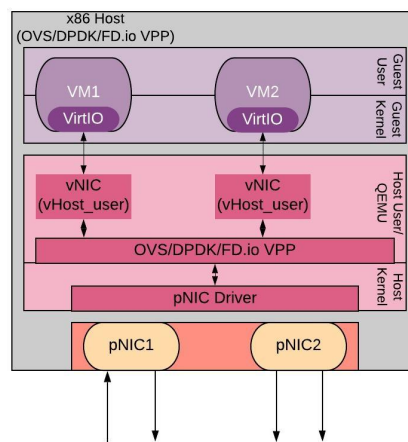 x86 Host
(OVS/DPDK/FD.io VPP)
VM1
VirtIO
VM2
VirtIO
Guest
User
Guest
Kernel
vNIC
(vHost_user)
vNIC
(vHost_user)
Host User/
QEMU
OVS/DPDK/FD.io VPP
Host
Kernel
pNIC Driver
pNIC1
pNIC2